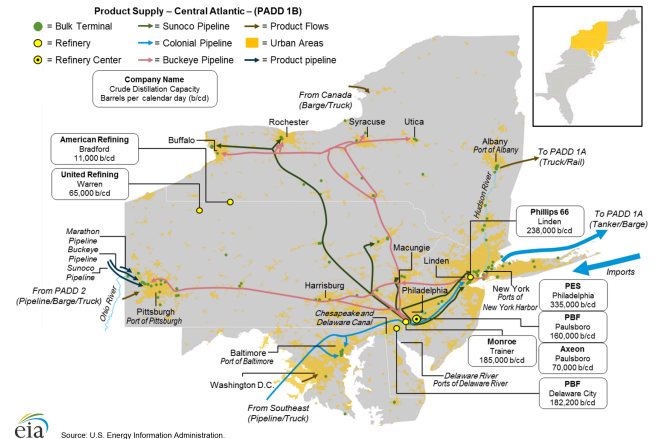 Product Supply – Central Atlantic – (PADD 1B)
= Bulk Terminal
= Sunoco Pipeline
= Product Flows
= Refinery
= Colonial Pipeline
= Urban Areas
= Refinery Center
= Buckeye Pipeline
= Product pipeline
Company Name
Crude Distillation Capacity
Barrels per calendar day (b/cd)
From Canada
(Barge/Truck)
Rochester
Syracuse
Utica
Buffalo
Albany
Port of Albany
To PADD 1A
(Truck/Rail)
Hudson River
American Refining
Bradford
11,000 b/cd
United Refining
Warren
65,000 b/cd
Phillips 66
Linden
238,000 b/cd
To PADD 1A
(Tanker/Barge)
Imports
Marathon
Pipeline
Buckeye
Pipeline
Sunoco
Pipeline
From PADD 2
(Pipeline/Barge/Truck)
Ohio River
Pittsburgh
Port of Pittsburgh
Harrisburg
Macungie
Linden
Philadelphia
New York
Ports of
New York Harbor
Chesapeake and
Delaware Canal
PES
Philadelphia
335,000 b/cd
PBF
Paulsboro
160,000 b/cd
Monroe
Trainer
185,000 b/cd
Axeon
Paulsboro
70,000 b/cd
PBF
Delaware City
182,200 b/cd
Baltimore
Port of Baltimore
Washington D.C.
Delaware River
Ports of Delaware River
From Southeast
(Pipeline/Truck)
eia
Source: U.S. Energy Information Administration.